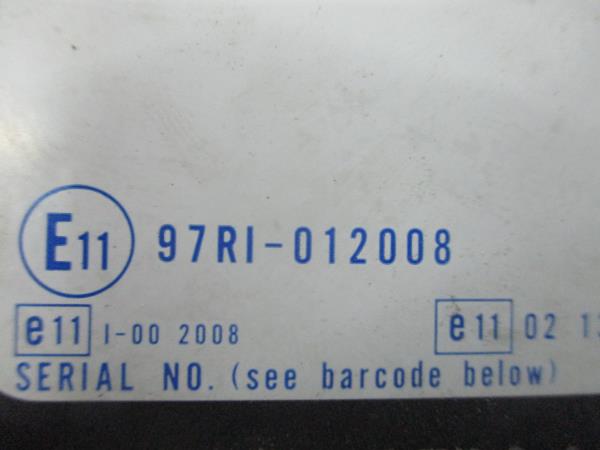 E11 97RI-012008
e11 I-00 2008 e11 02
SERIAL NO. (see barcode below)